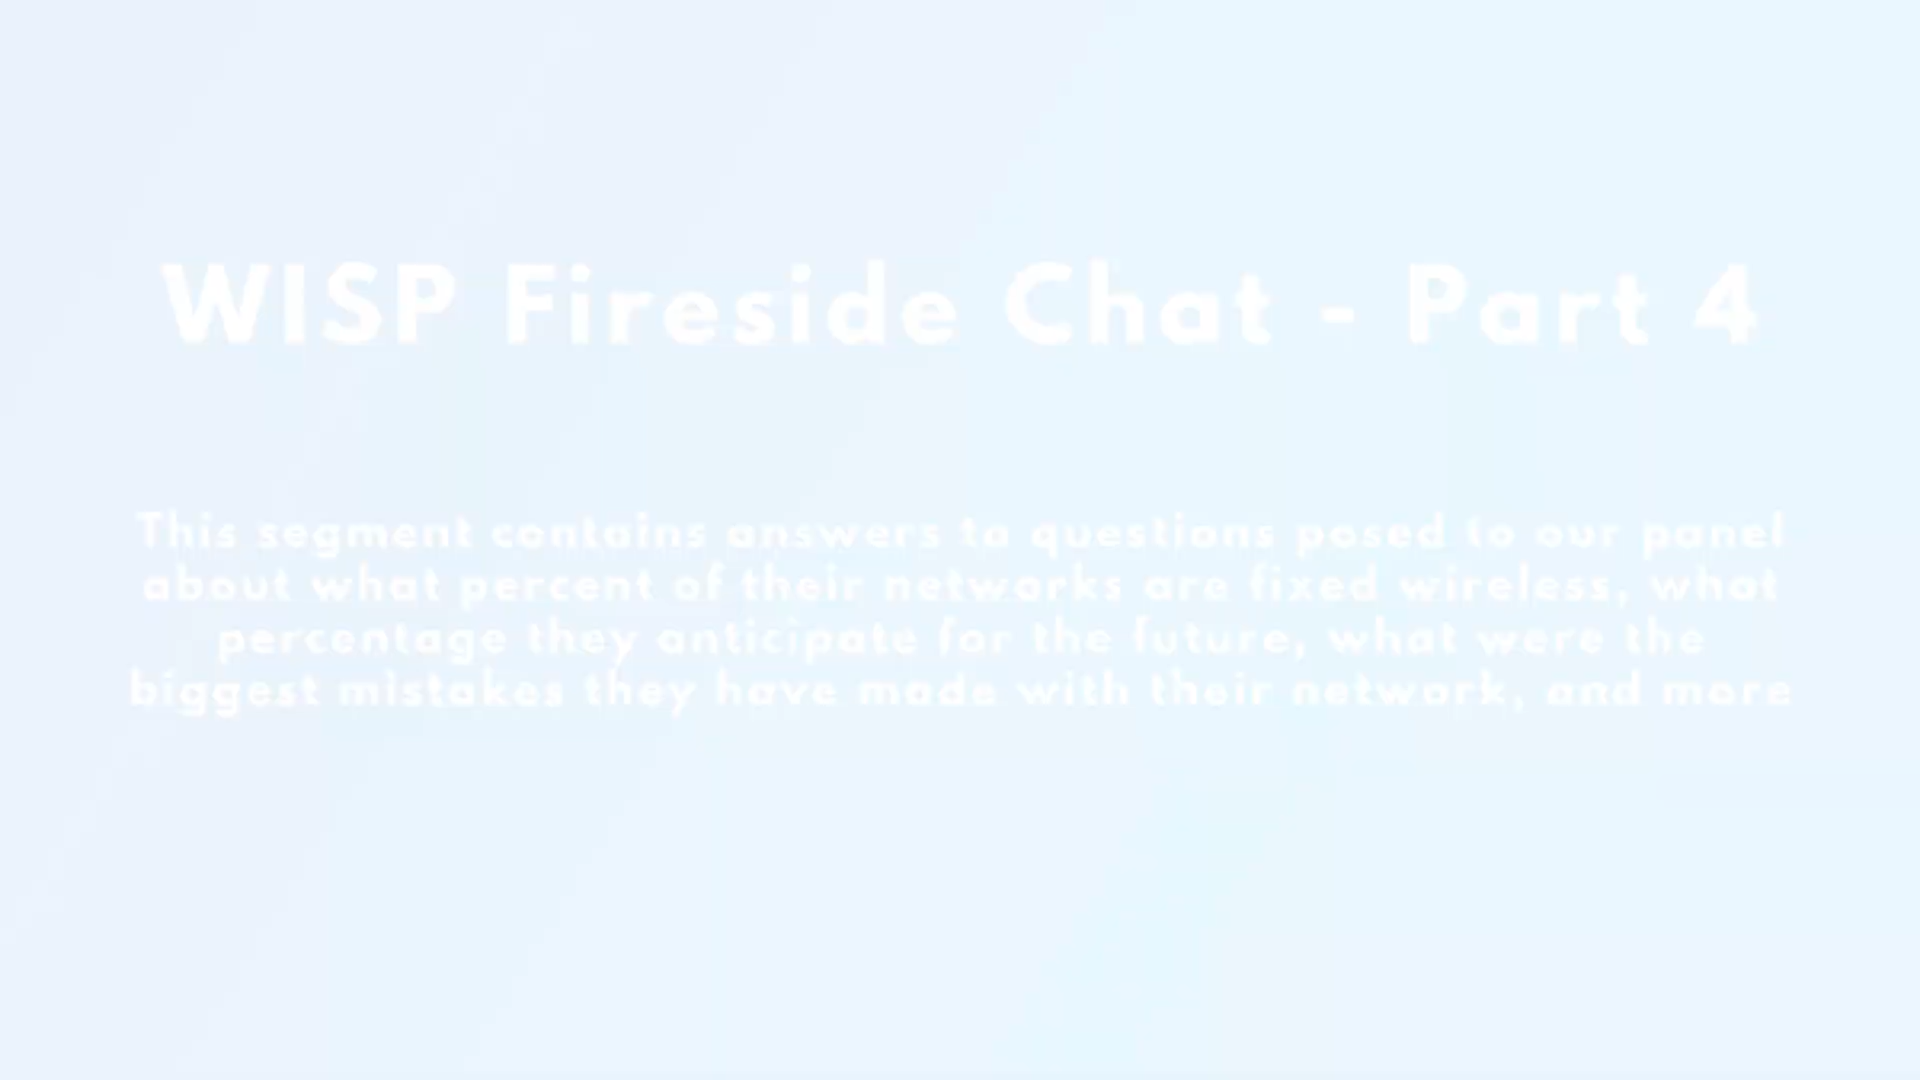 WISP Fireside Chat - Part 4
This segment contains answers to questions posed to our panel
about what percent of their networks are fixed wireless, what
percentage they anticipate for the future, what were the
biggest mistakes they have made with their network, and more